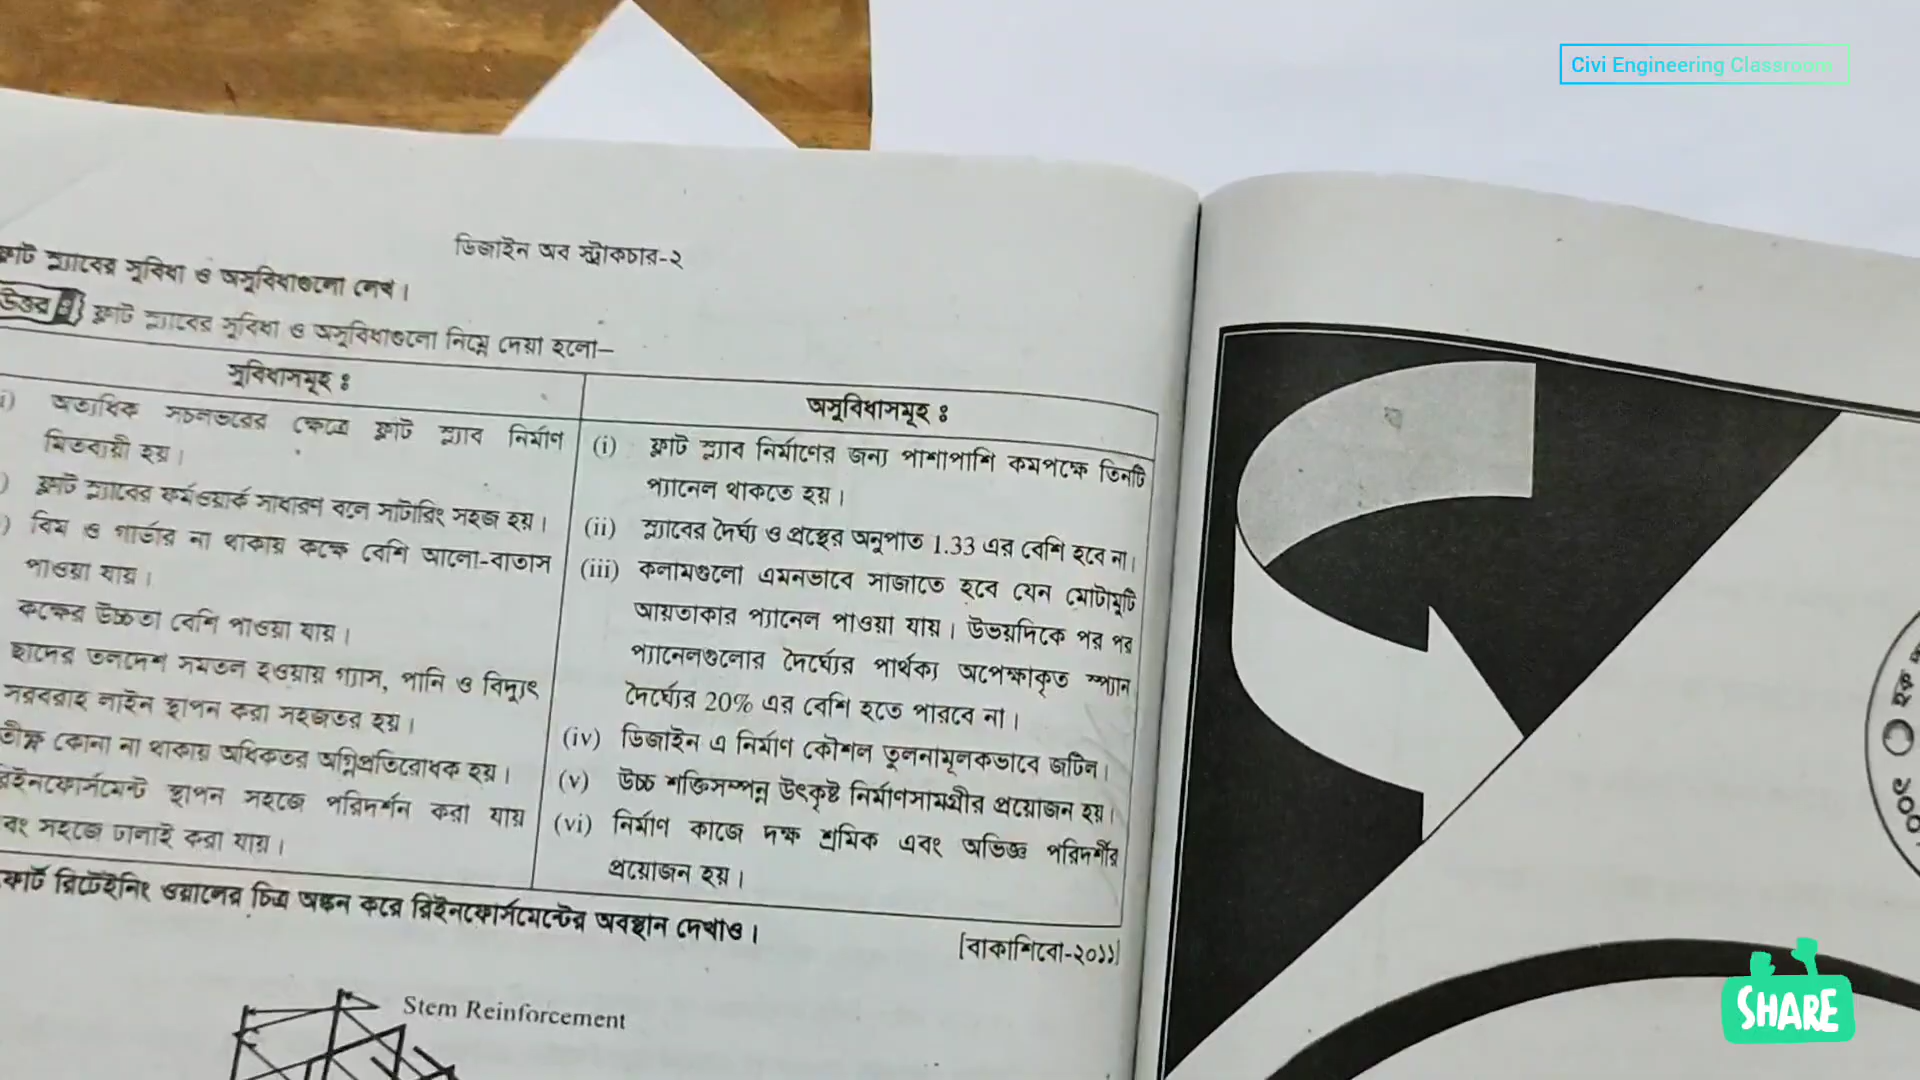 Civi Engineering Classroom
ডিজাইন অব স্ট্রাকচার-২
ফ্লাট স্ল্যাবের সুবিধা ও অসুবিধাগুলো লেখ।
উত্তর ঃ ফ্লাট স্ল্যাবের সুবিধা ও অসুবিধাগুলো নিম্নে দেয়া হলো—
সুবিধাসমূহ ঃ
i) অত্যধিক সচলভরের ক্ষেত্রে ফ্লাট স্ল্যাব নির্মাণ
মিতব্যয়ী হয়।
) ফ্লাট স্ল্যাবের ফর্মওয়ার্ক সাধারণ বলে সাটারিং সহজ হয়।
) বিম ও গার্ডার না থাকায় কক্ষে বেশি আলো-বাতাস
পাওয়া যায়।
কক্ষের উচ্চতা বেশি পাওয়া যায়।
ছাদের তলদেশ সমতল হওয়ায় গ্যাস, পানি ও বিদ্যুৎ
সরবরাহ লাইন স্থাপন করা সহজতর হয়।
তীক্ষ্ণ কোনা না থাকায় অধিকতর অগ্নিপ্রতিরোধক হয়।
রিইনফোর্সমেন্ট স্থাপন সহজে পরিদর্শন করা যায়
এবং সহজে ঢালাই করা যায়।
অসুবিধাসমূহ ঃ
(i) ফ্লাট স্ল্যাব নির্মাণের জন্য পাশাপাশি কমপক্ষে তিনটি
প্যানেল থাকতে হয়।
(ii) স্ল্যাবের দৈর্ঘ্য ও প্রস্থের অনুপাত 1.33 এর বেশি হবে না।
(iii) কলামগুলো এমনভাবে সাজাতে হবে যেন মোটামুটি
আয়তাকার প্যানেল পাওয়া যায়। উভয়দিকে পর পর
প্যানেলগুলোর দৈর্ঘ্যের পার্থক্য অপেক্ষাকৃত স্প্যান
দৈর্ঘ্যের 20% এর বেশি হতে পারবে না।
(iv) ডিজাইন এ নির্মাণ কৌশল তুলনামূলকভাবে জটিল।
(v) উচ্চ শক্তিসম্পন্ন উৎকৃষ্ট নির্মাণসামগ্রীর প্রয়োজন হয়।
(vi) নির্মাণ কাজে দক্ষ শ্রমিক এবং অভিজ্ঞ পরিদর্শীর
প্রয়োজন হয়।
রিটেইনিং ওয়ালের চিত্র অঙ্কন করে রিইনফোর্সমেন্টের অবস্থান দেখাও।
[বাকাশিবো-২০১১]
Stem Reinforcement
SHARE